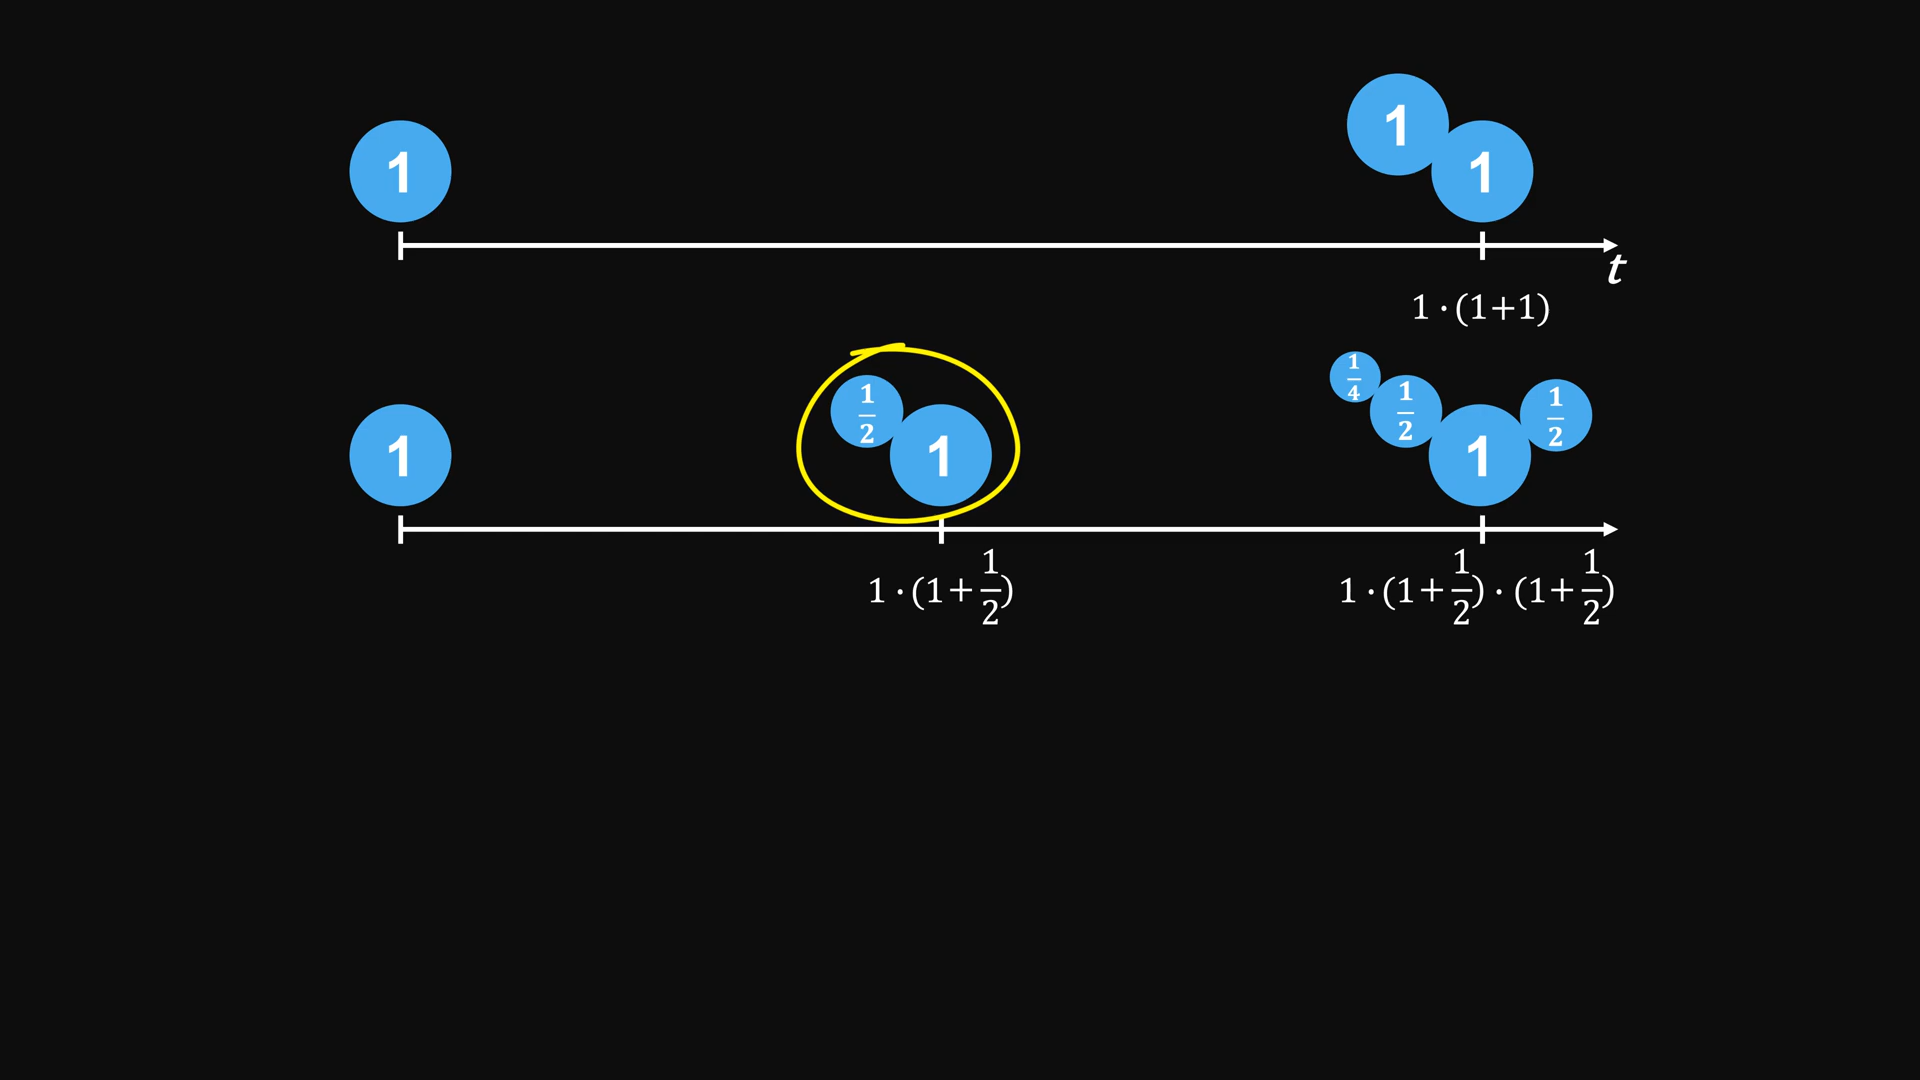 1 1 1
t
1·(1+1)
1 1/2 1 1/4 1/2 1 1/2
1·(1+1/2) 1·(1+1/2)·(1+1/2)